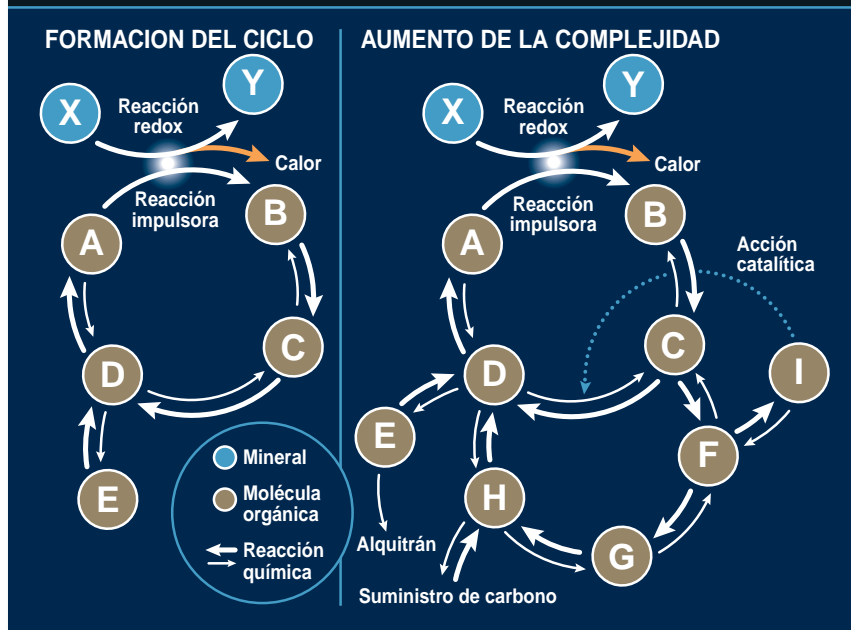 FORMACION DEL CICLO
X
Y
Reacción
redox
Calor
Reacción
impulsora
A
B
C
D
E
Mineral
Molécula
orgánica
Reacción
química
AUMENTO DE LA COMPLEJIDAD
X
Y
Reacción
redox
Calor
Reacción
impulsora
A
B
Acción
catalítica
C
D
I
E
F
H
G
Alquitrán
Suministro de carbono